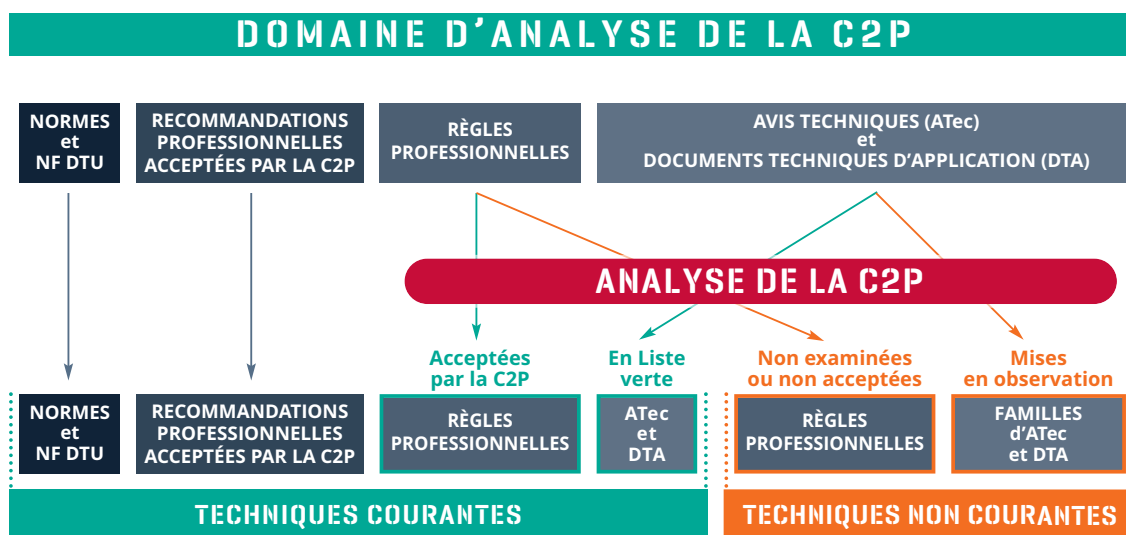 DOMAINE D'ANALYSE DE LA C2P
NORMES
et
NF DTU
RECOMMANDATIONS
PROFESSIONNELLES
ACCEPTÉES PAR LA C2P
RÈGLES
PROFESSIONNELLES
AVIS TECHNIQUES (ATec)
et
DOCUMENTS TECHNIQUES D'APPLICATION (DTA)
ANALYSE DE LA C2P
Acceptées
par la C2P
En Liste
verte
Non examinées
ou non acceptées
Mises
en observation
NORMES
et
NF DTU
RECOMMANDATIONS
PROFESSIONNELLES
ACCEPTÉES PAR LA C2P
RÈGLES
PROFESSIONNELLES
ATec
et
DTA
RÈGLES
PROFESSIONNELLES
FAMILLES
d'ATec
et DTA
TECHNIQUES COURANTES
TECHNIQUES NON COURANTES